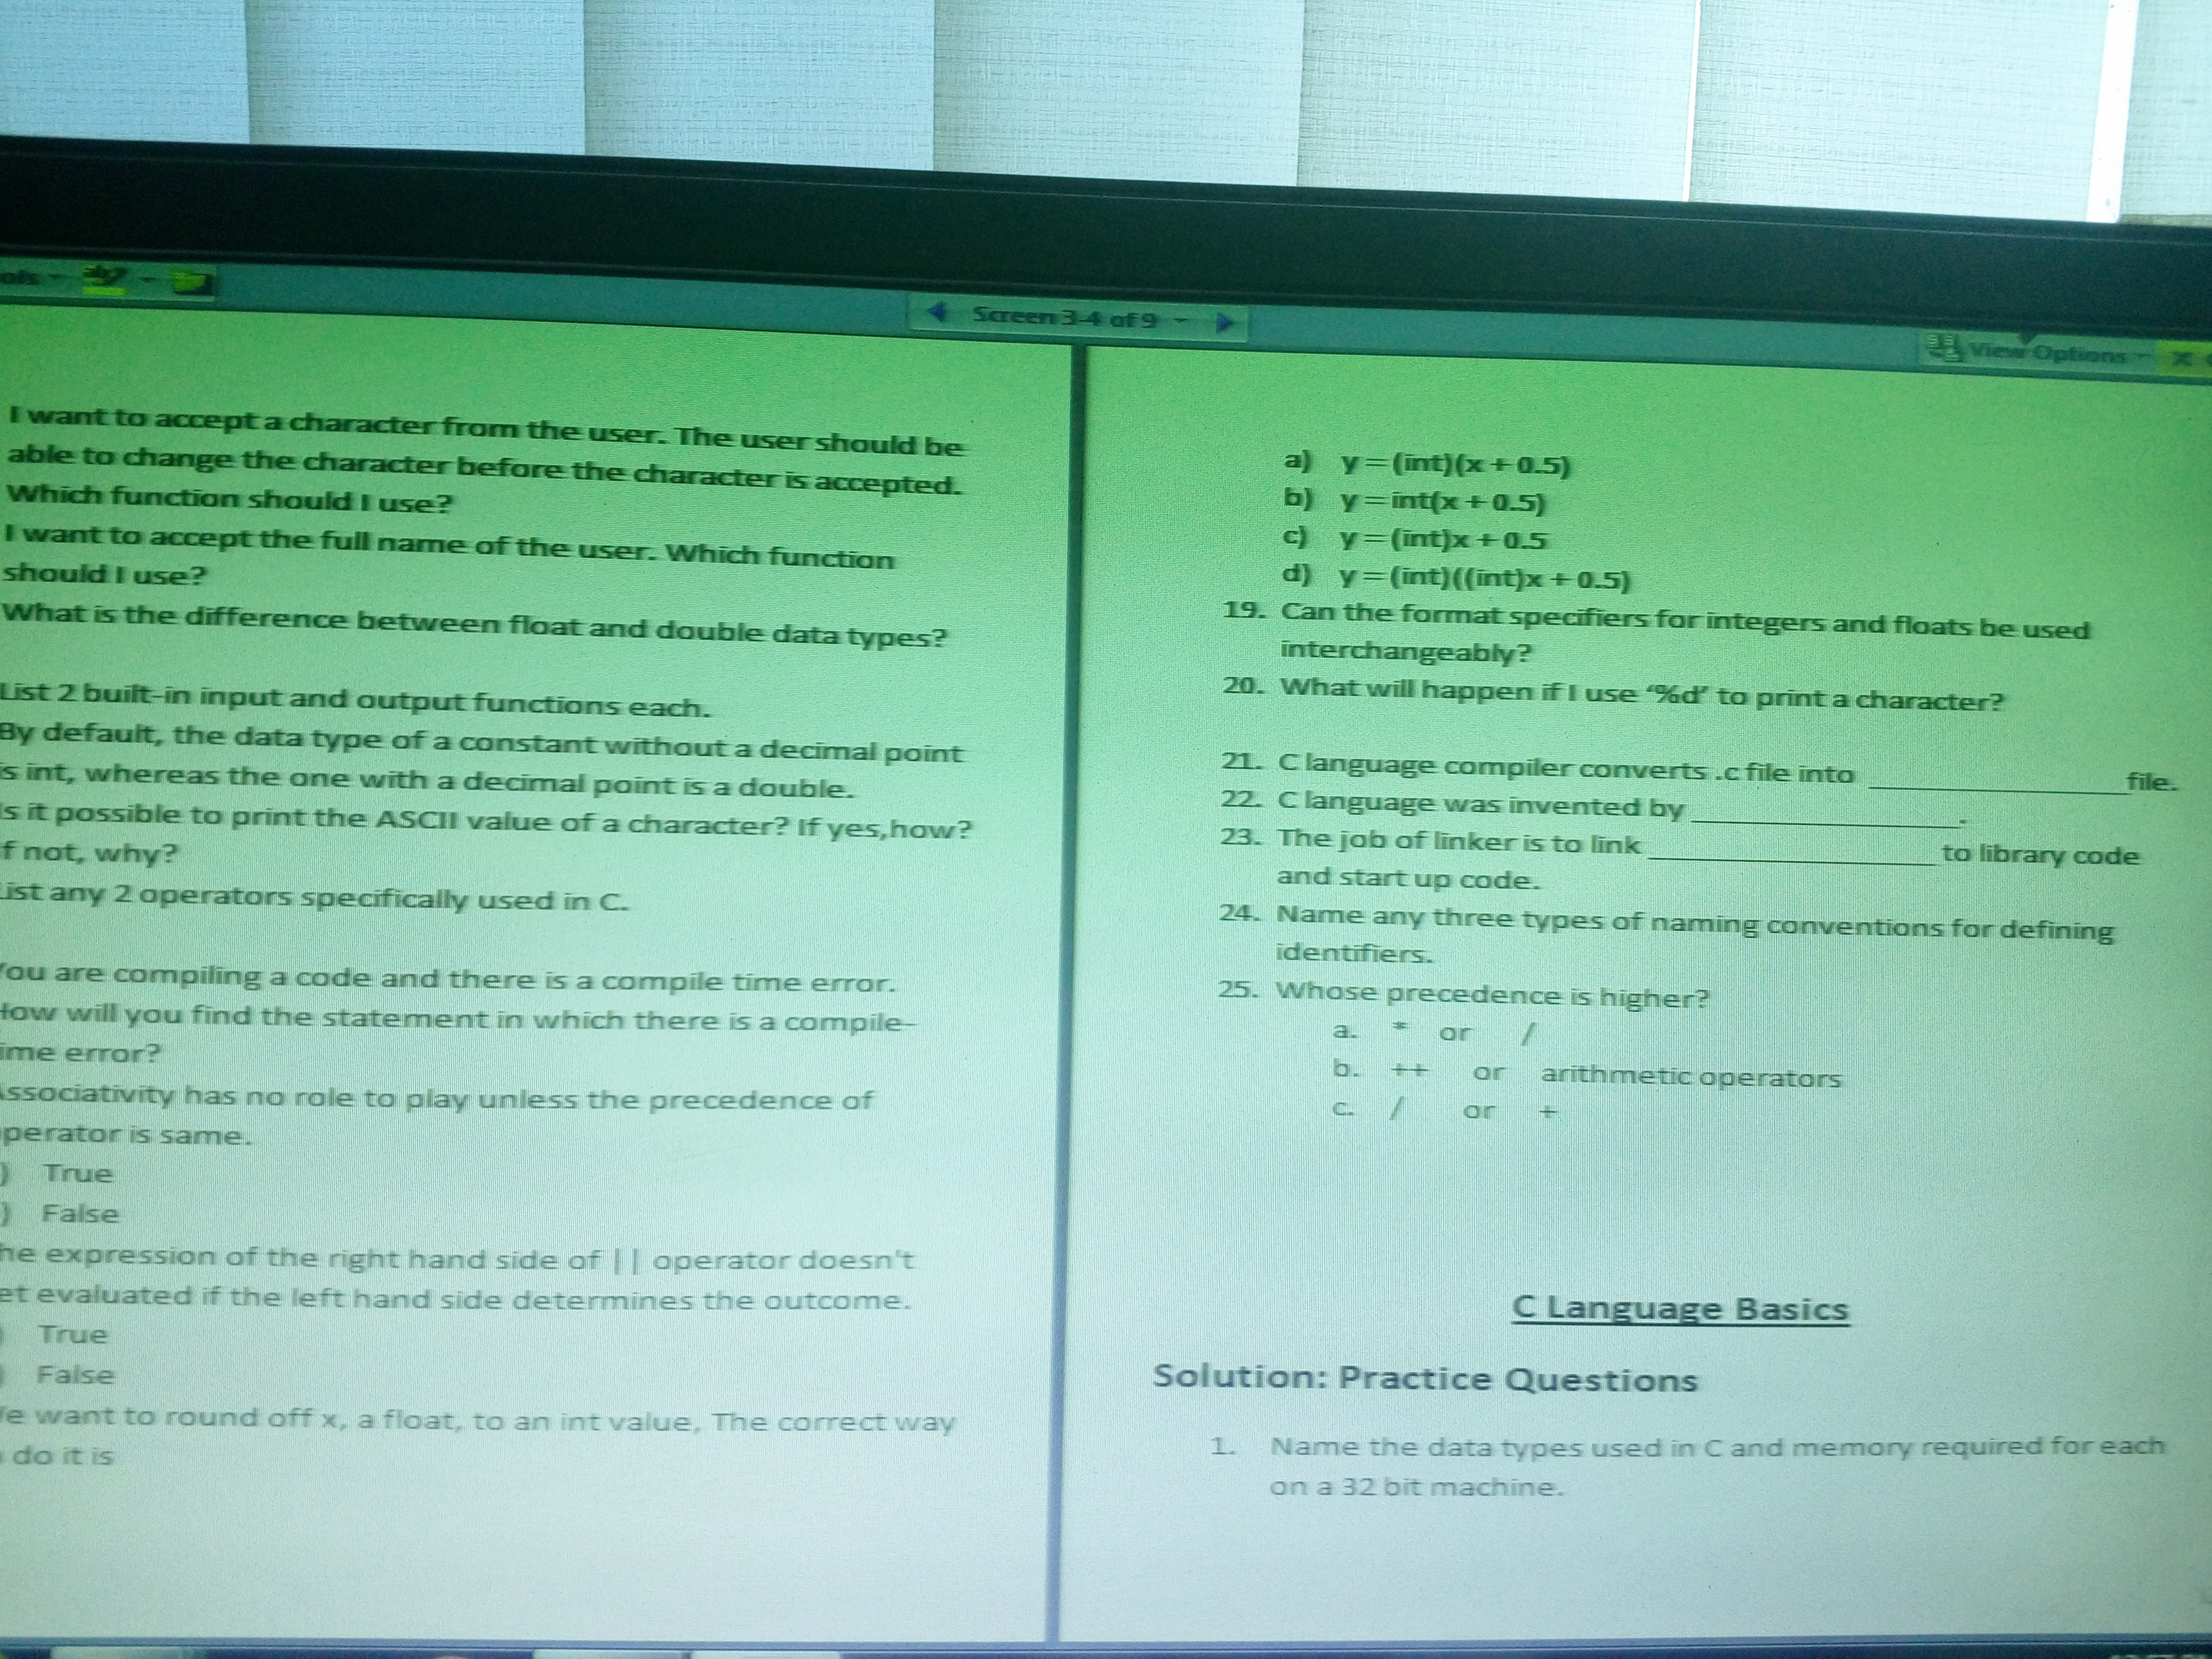 Screen 3-4 of 9
View Options
I want to accept a character from the user. The user should be
able to change the character before the character is accepted.
Which function should I use?
I want to accept the full name of the user. Which function
should I use?
What is the difference between float and double data types?
List 2 built-in input and output functions each.
By default, the data type of a constant without a decimal point
is int, whereas the one with a decimal point is a double.
Is it possible to print the ASCII value of a character? If yes,how?
f not, why?
List any 2 operators specifically used in C.
You are compiling a code and there is a compile time error.
How will you find the statement in which there is a compile-
ime error?
ssociativity has no role to play unless the precedence of
perator is same.
) True
) False
he expression of the right hand side of || operator doesn't
et evaluated if the left hand side determines the outcome.
) True
) False
e want to round off x, a float, to an int value, The correct way
do it is
a) y=(int)(x + 0.5)
b) y=int(x + 0.5)
c) y=(int)x + 0.5
d) y=(int)((int)x + 0.5)
19. Can the format specifiers for integers and floats be used
interchangeably?
20. What will happen if I use ‘%d’ to print a character?
21. C language compiler converts .c file into ______________ file.
22. C language was invented by ______________.
23. The job of linker is to link ______________ to library code
and start up code.
24. Name any three types of naming conventions for defining
identifiers.
25. Whose precedence is higher?
a. * or /
b. ++ or arithmetic operators
c. / or +
C Language Basics
Solution: Practice Questions
1. Name the data types used in C and memory required for each
on a 32 bit machine.